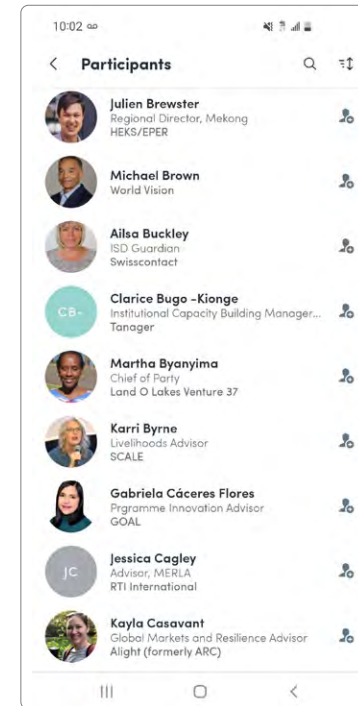 10:02
Participants
Julien Brewster
Regional Director, Mekong
HEKS/EPER
Michael Brown
World Vision
Ailsa Buckley
ISD Guardian
Swisscontact
CB-
Clarice Bugo -Kionge
Institutional Capacity Building Manager...
Tanager
Martha Byanyima
Chief of Party
Land O Lakes Venture 37
Karri Byrne
Livelihoods Advisor
SCALE
Gabriela Cáceres Flores
Prgramme Innovation Advisor
GOAL
JC
Jessica Cagley
Advisor, MERLA
RTI International
Kayla Casavant
Global Markets and Resilience Advisor
Alight (formerly ARC)